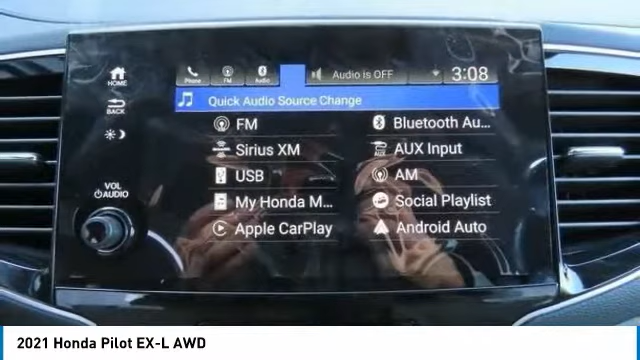 Phone FM Audio Audio is OFF 3:08
HOME
Quick Audio Source Change
BACK
FM Bluetooth Au...
Sirius XM AUX Input
USB AM
VOL
AUDIO
My Honda M... Social Playlist
Apple CarPlay Android Auto
2021 Honda Pilot EX-L AWD